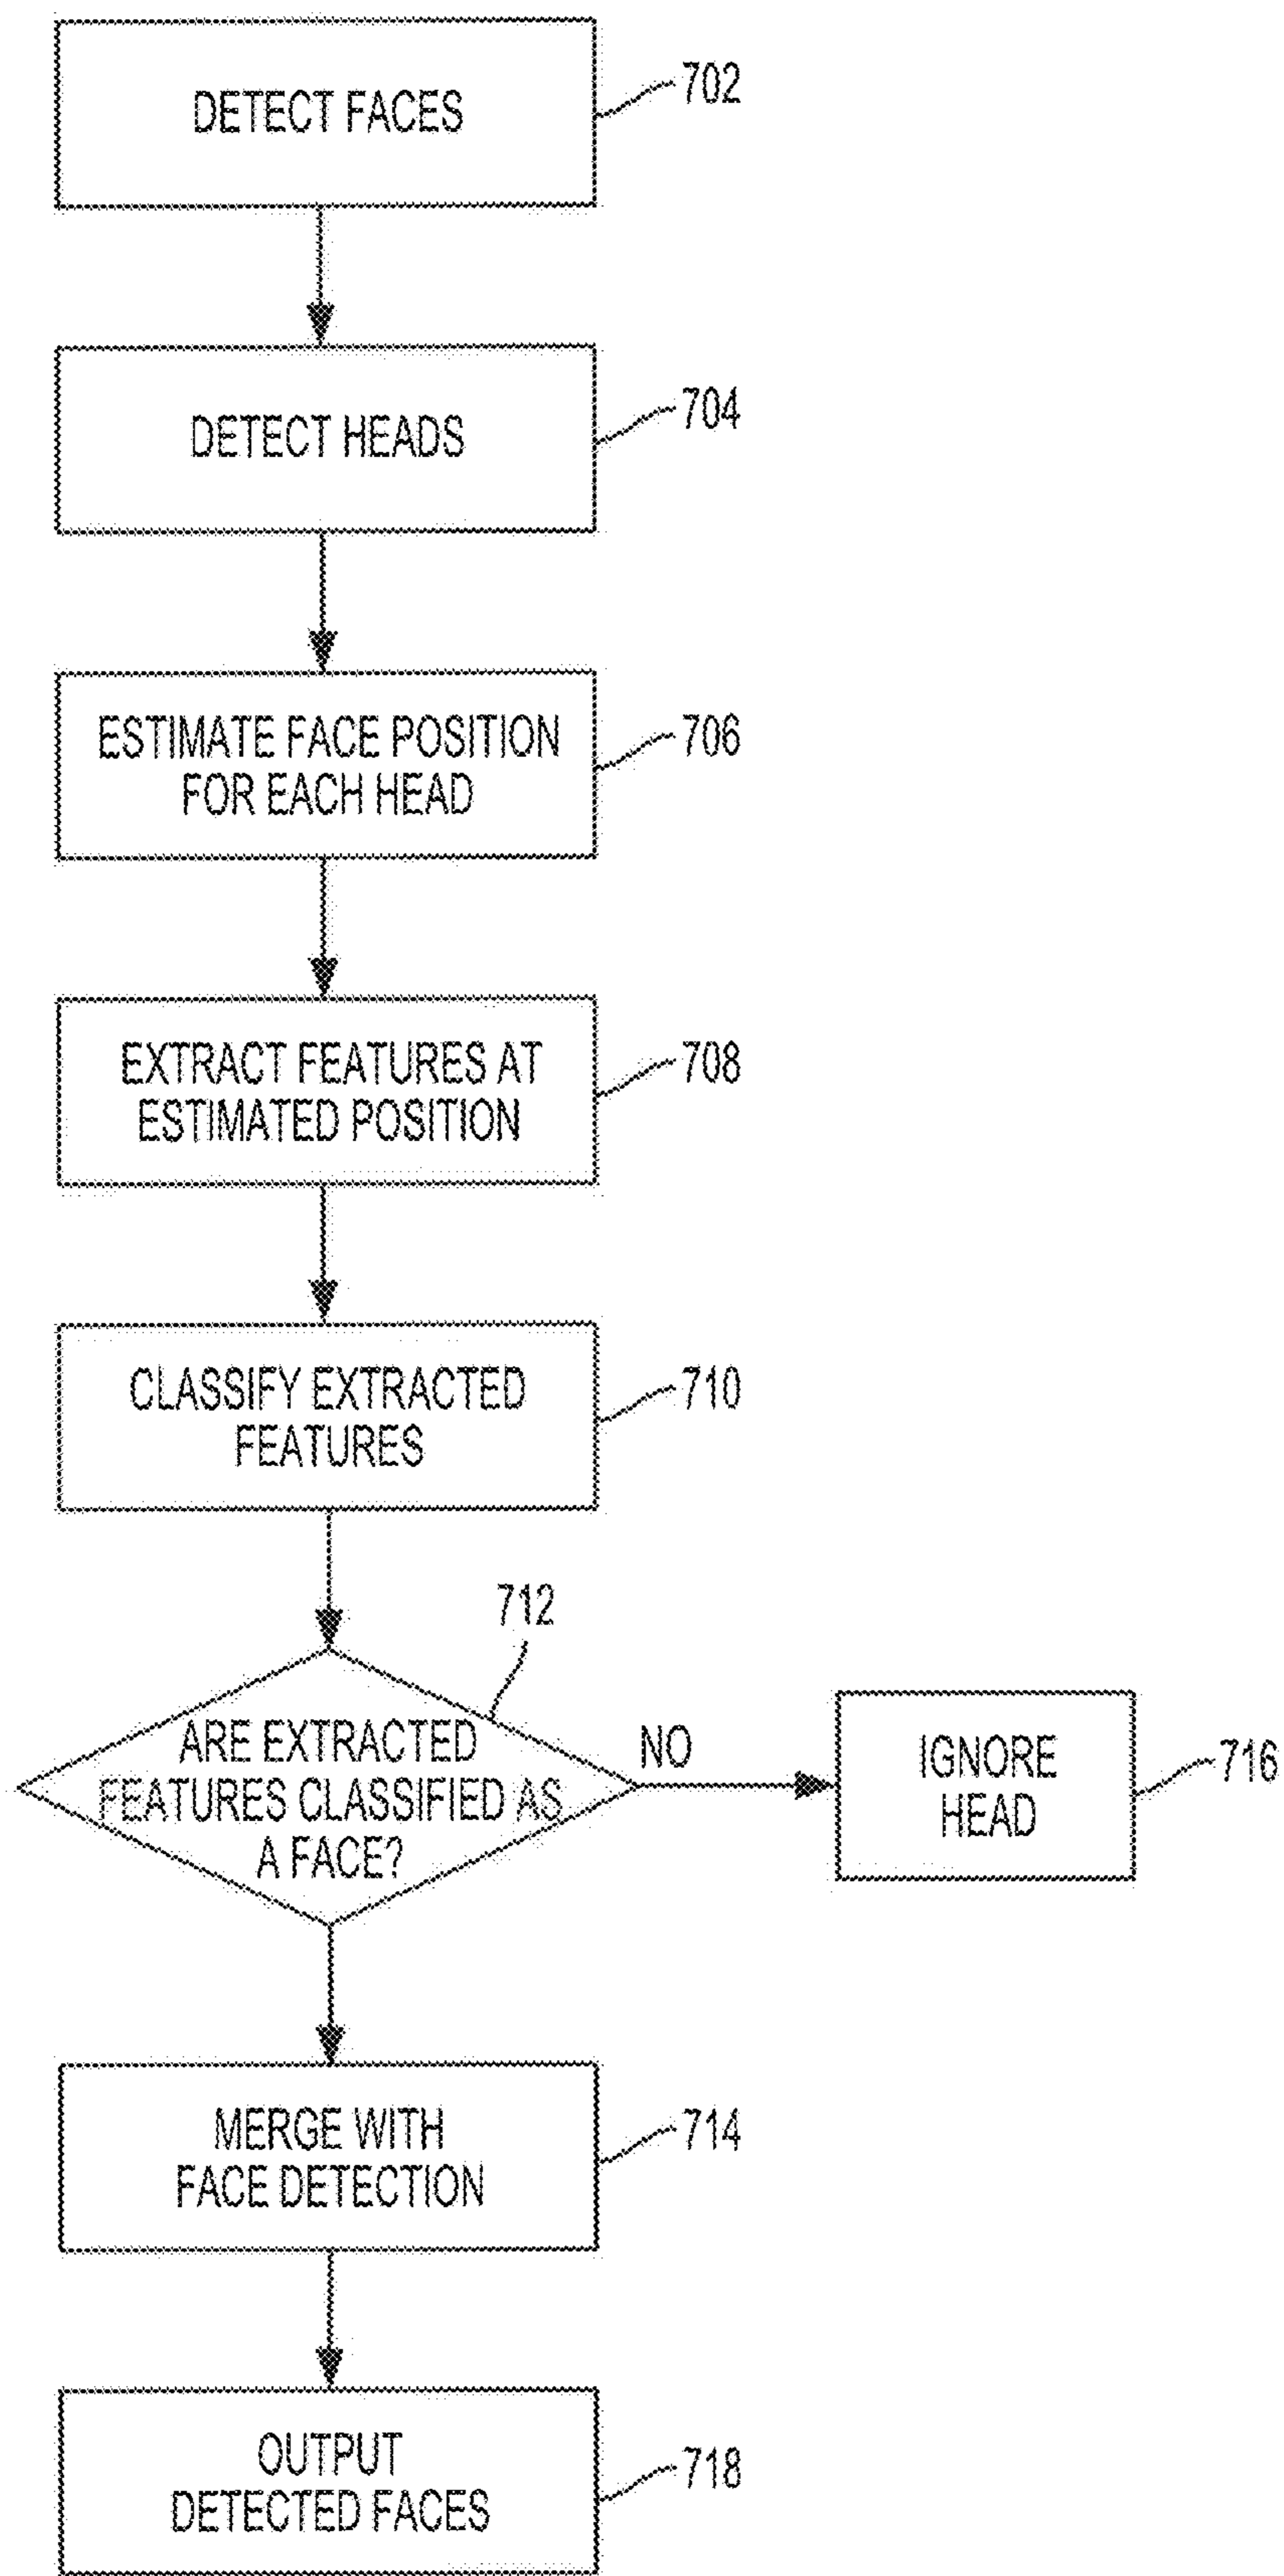 DETECT FACES
702
DETECT HEADS
704
ESTIMATE FACE POSITION
FOR EACH HEAD
706
EXTRACT FEATURES AT
ESTIMATED POSITION
708
CLASSIFY EXTRACTED
FEATURES
710
712
ARE EXTRACTED
FEATURES CLASSIFIED AS
A FACE?
NO
IGNORE
HEAD
716
MERGE WITH
FACE DETECTION
714
OUTPUT
DETECTED FACES
718